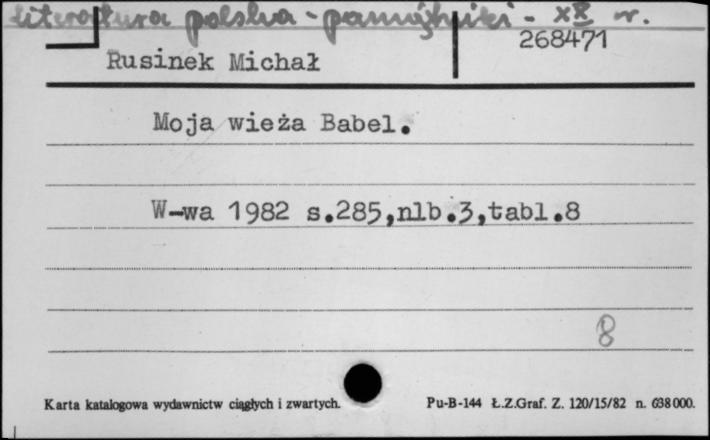 literatura polska - pamiętniki - XX w.
268471
Rusinek Michał
Moja wieża Babel.
W-wa 1982 s.285,nlb.3,tabl.8
8
Karta katalogowa wydawnictw ciągłych i zwartych. Pu-B-144 Ł.Z.Graf. Z. 120/15/82 n. 638000.